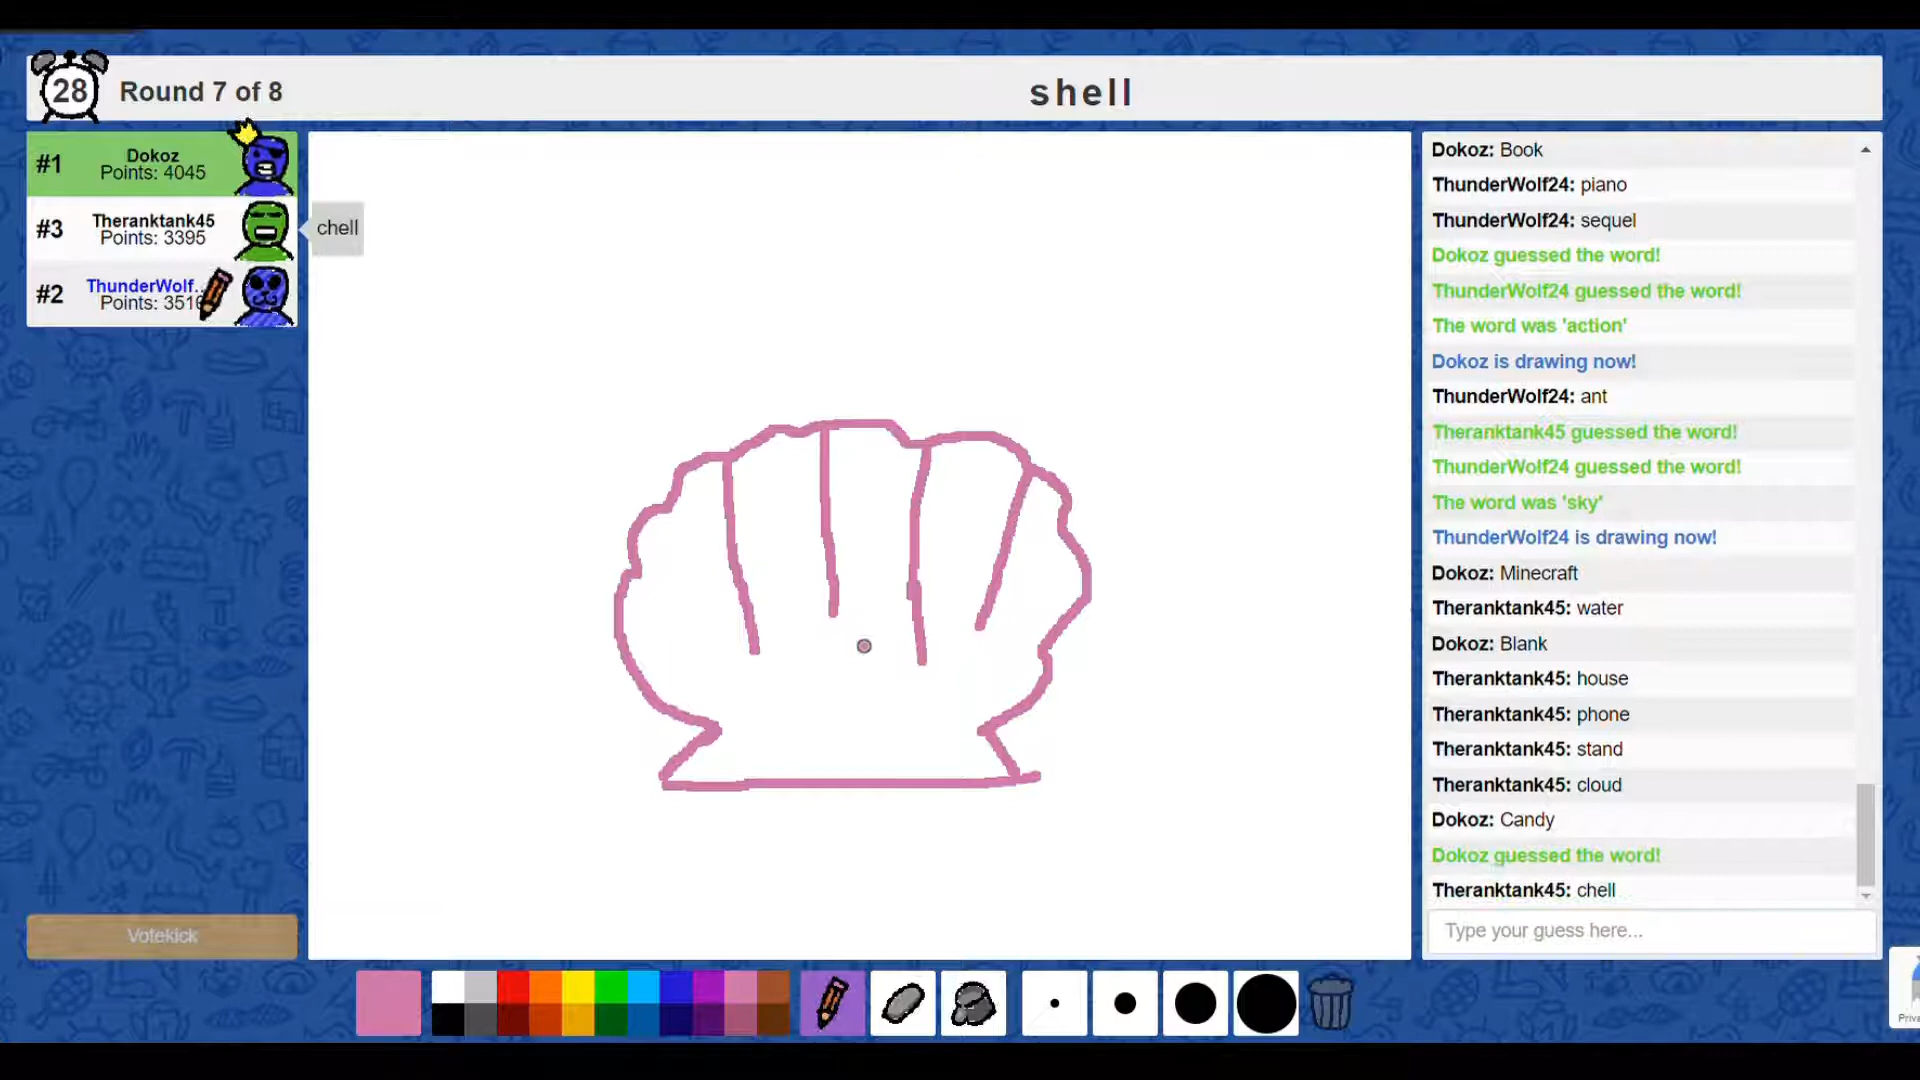 28
Round 7 of 8
shell
#1
Dokoz
Points: 4045
#3
Theranktank45
Points: 3395
chell
#2
ThunderWolf...
Points: 3516
Votekick
Dokoz: Book
ThunderWolf24: piano
ThunderWolf24: sequel
Dokoz guessed the word!
ThunderWolf24 guessed the word!
The word was 'action'
Dokoz is drawing now!
ThunderWolf24: ant
Theranktank45 guessed the word!
ThunderWolf24 guessed the word!
The word was 'sky'
ThunderWolf24 is drawing now!
Dokoz: Minecraft
Theranktank45: water
Dokoz: Blank
Theranktank45: house
Theranktank45: phone
Theranktank45: stand
Theranktank45: cloud
Dokoz: Candy
Dokoz guessed the word!
Theranktank45: chell
Type your guess here...